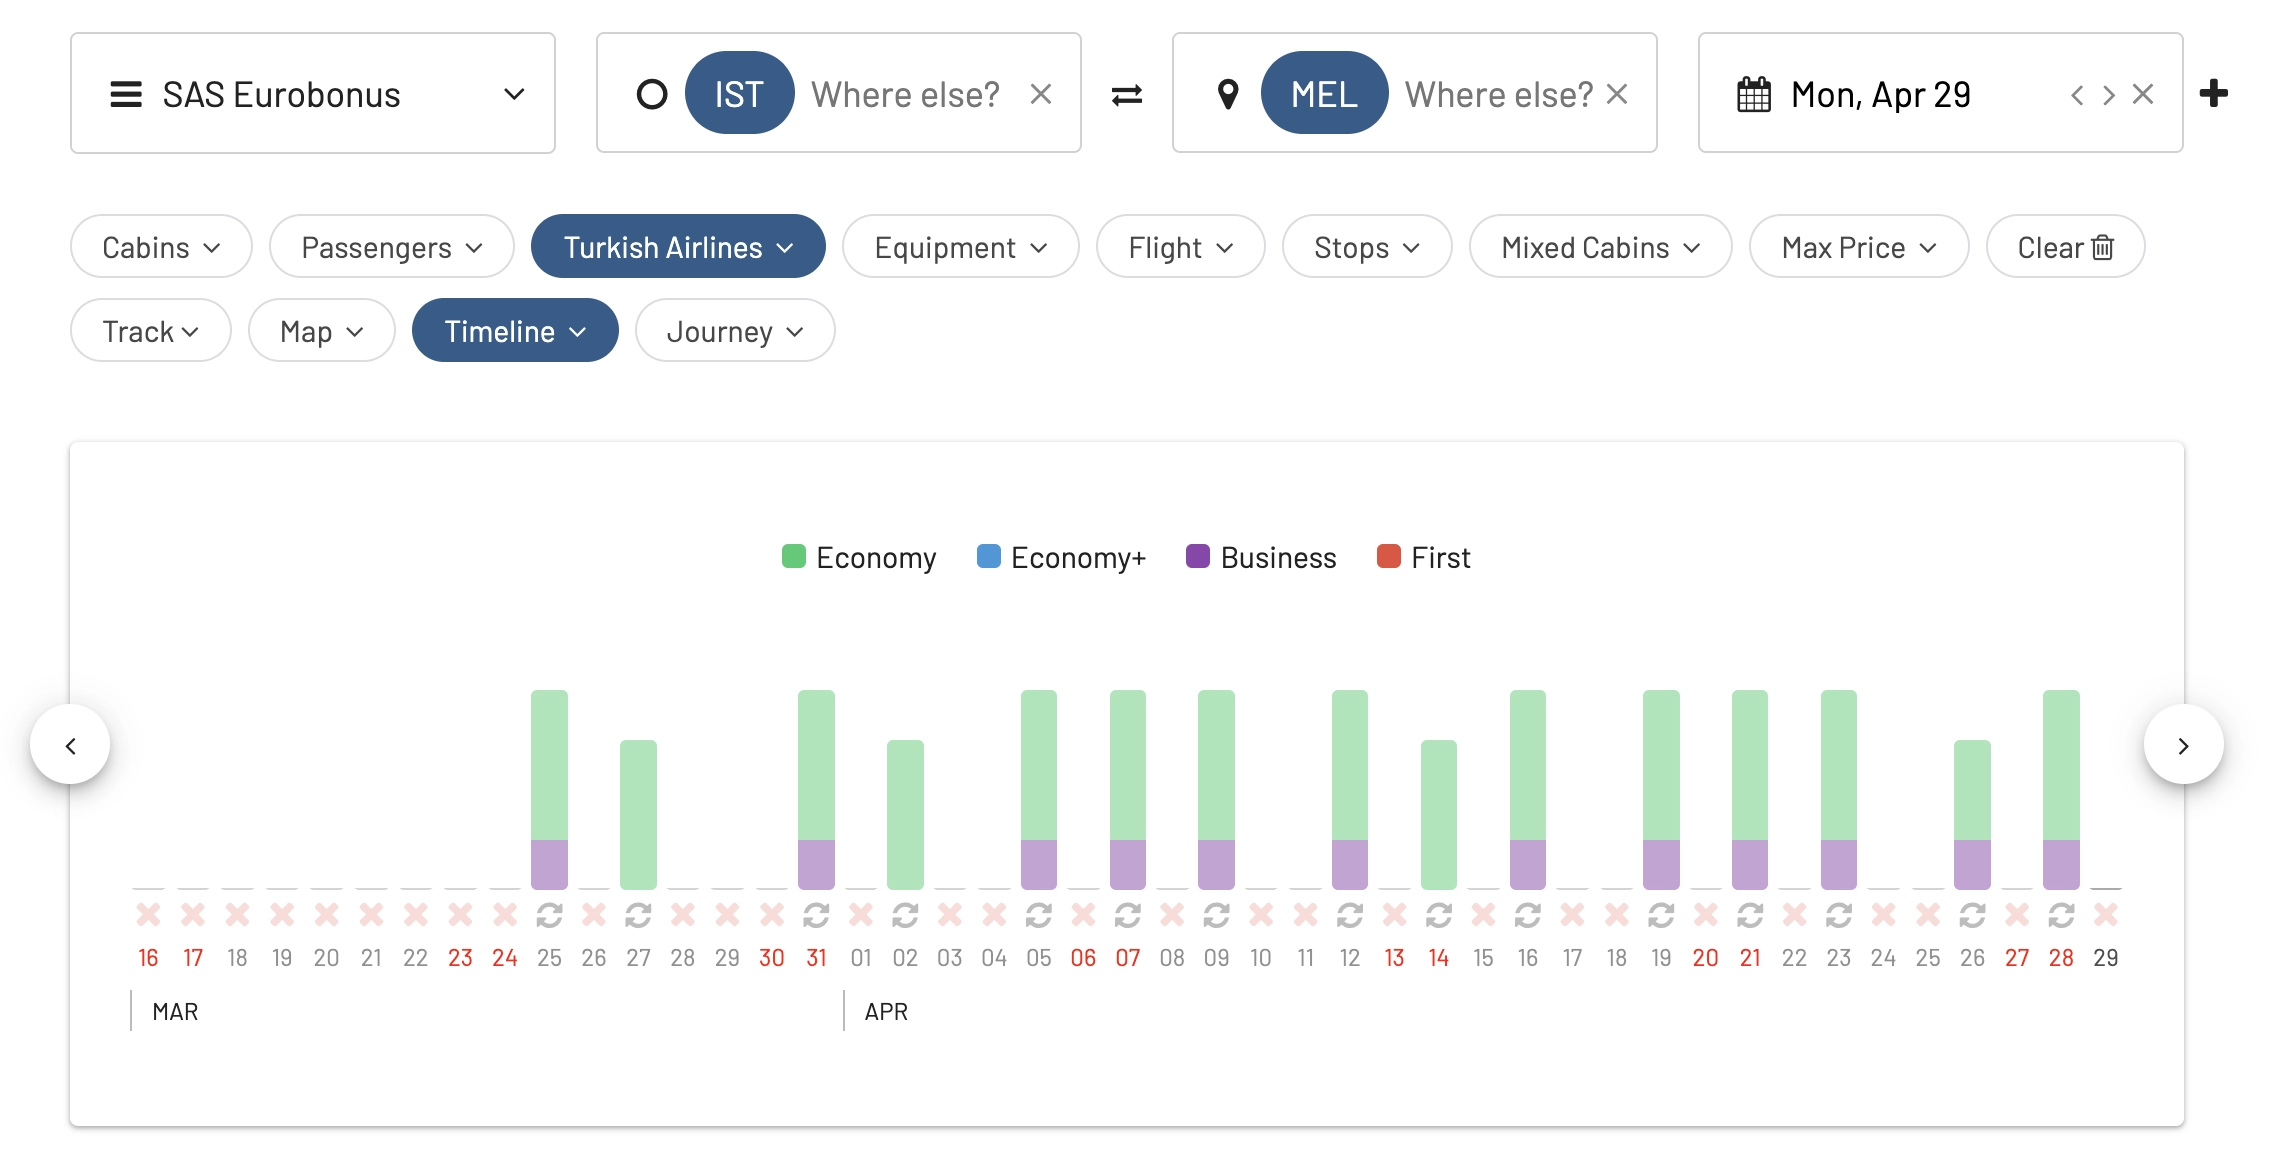 SAS Eurobonus IST Where else? MEL Where else? Mon, Apr 29
Cabins Passengers Turkish Airlines Equipment Flight Stops Mixed Cabins Max Price Clear
Track Map Timeline Journey
Economy Economy+ Business First
16 17 18 19 20 21 22 23 24 25 26 27 28 29 30 31 01 02 03 04 05 06 07 08 09 10 11 12 13 14 15 16 17 18 19 20 21 22 23 24 25 26 27 28 29
MAR APR